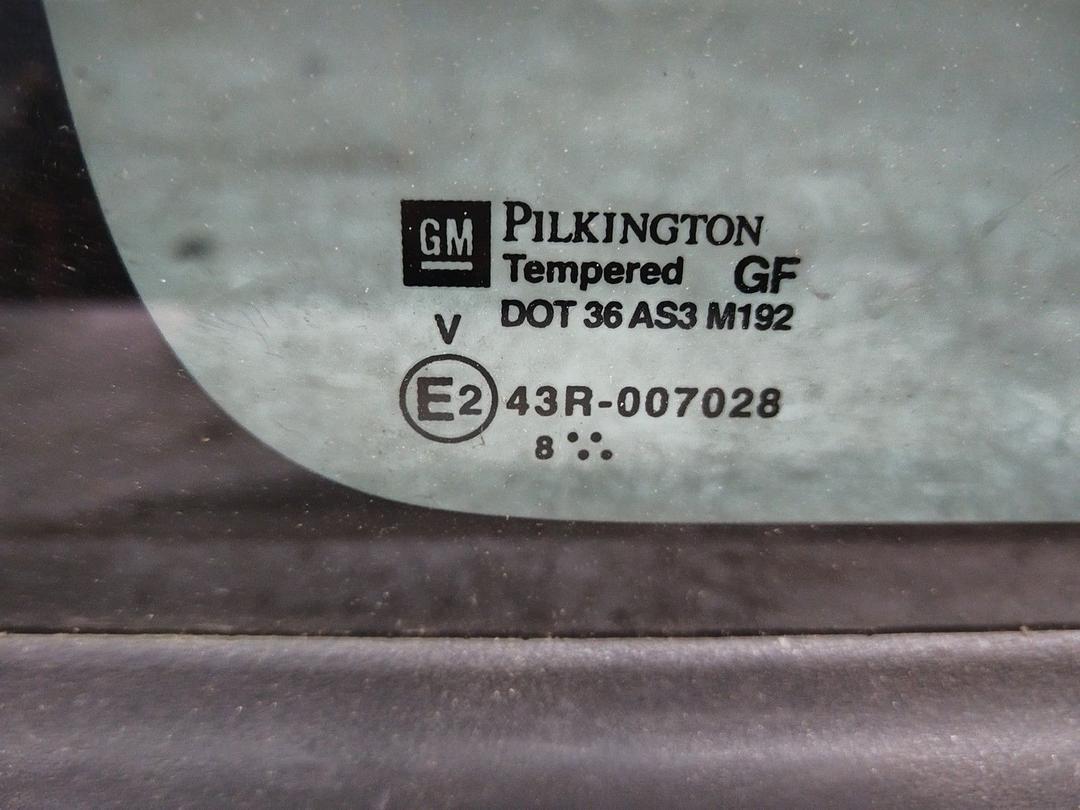 GM PILKINGTON
Tempered GF
DOT 36 AS3 M192
V
E2 43R-007028
8